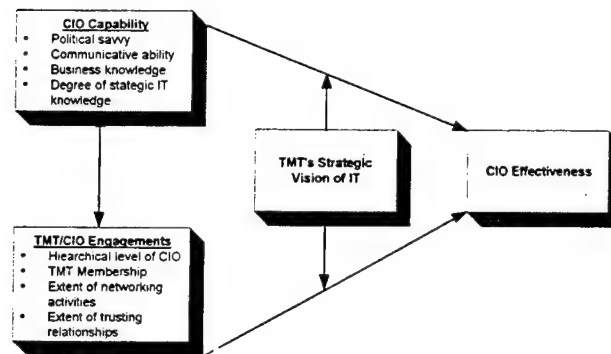 CIO Capability
• Political savvy
• Communicative ability
• Business knowledge
• Degree of stategic IT
knowledge
TMT's Strategic
Vision of IT
CIO Effectiveness
TMT/CIO Engagements
• Hiearchical level of CIO
• TMT Membership
• Extent of networking
activities
• Extent of trusting
relationships